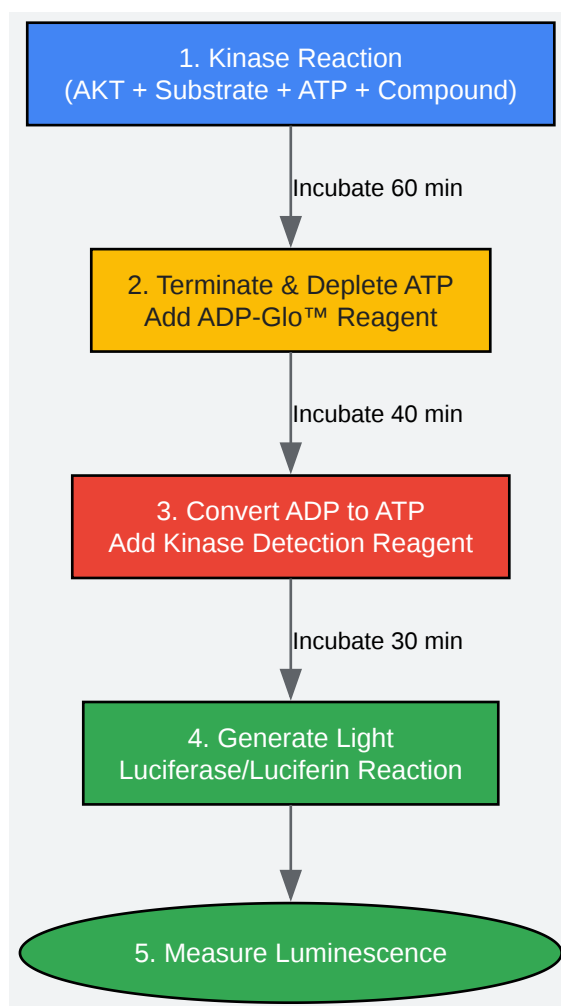 1. Kinase Reaction
(AKT + Substrate + ATP + Compound)
Incubate 60 min
2. Terminate & Deplete ATP
Add ADP-Glo™ Reagent
Incubate 40 min
3. Convert ADP to ATP
Add Kinase Detection Reagent
Incubate 30 min
4. Generate Light
Luciferase/Luciferin Reaction
5. Measure Luminescence